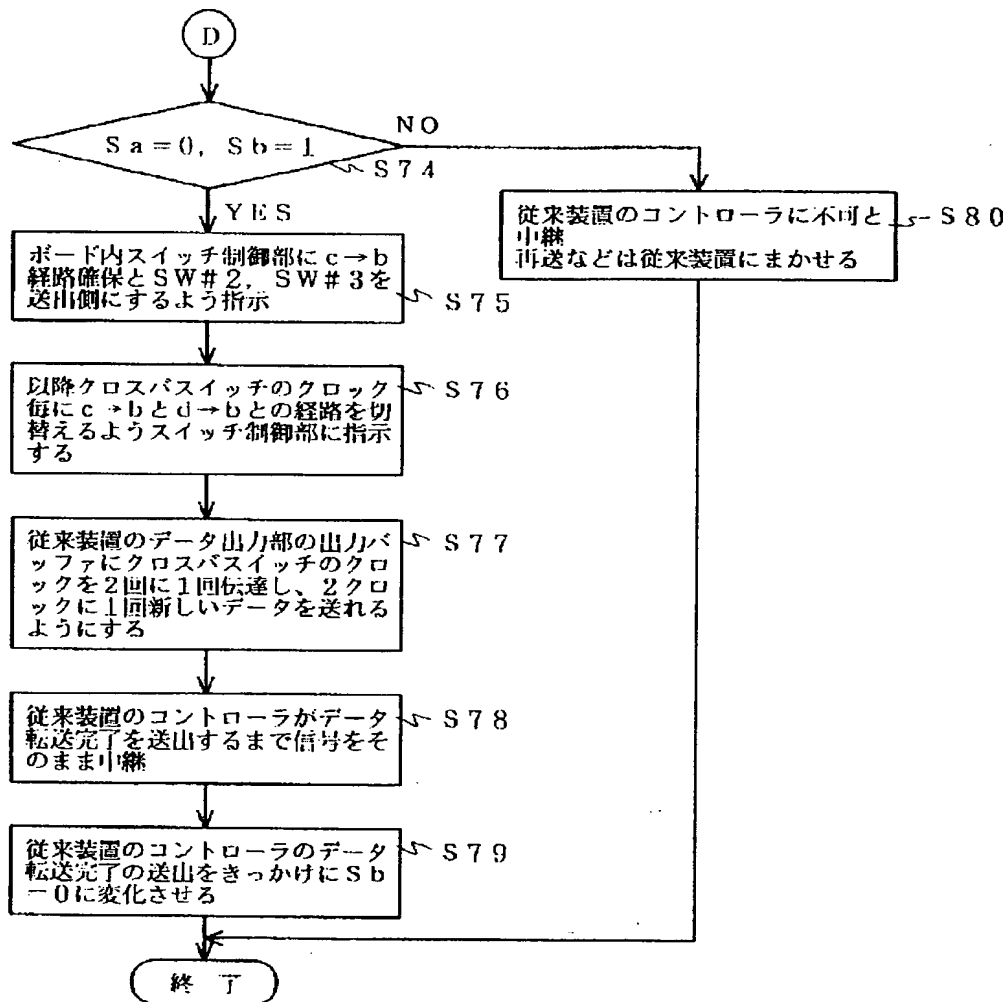 D
Sa=0, Sb=1
NO
S74
YES
従来装置のコントローラに不可と
中継
再送などは従来装置にまかせる
S80
ボード内スイッチ制御部にc→b
経路確保とSW#2, SW#3を
送出側にするよう指示
S75
以降クロスバスイッチのクロック
毎にc→bとd→bとの経路を切
替えるようスイッチ制御部に指示
する
S76
従来装置のデータ出力部の出力バ
ッファにクロスバスイッチのクロ
ックを2回に1回伝達し、2クロ
ックに1回新しいデータを送れる
ようにする
S77
従来装置のコントローラがデータ
転送完了を送出するまで信号をそ
のまま中継
S78
従来装置のコントローラのデータ
転送完了の送出をきっかけにSb
=0に変化させる
S79
終了